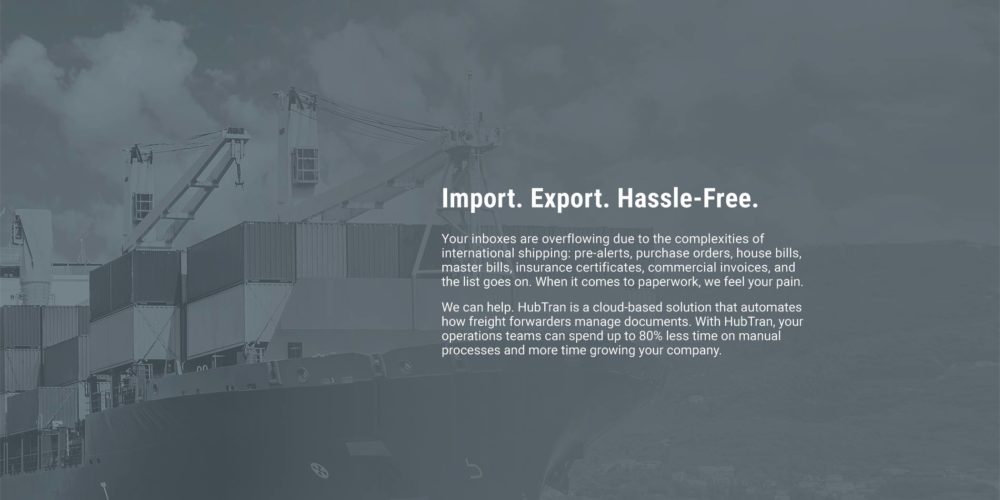 Import. Export. Hassle-Free.
Your inboxes are overflowing due to the complexities of
international shipping: pre-alerts, purchase orders, house bills,
master bills, insurance certificates, commercial invoices, and
the list goes on. When it comes to paperwork, we feel your pain.
We can help. HubTran is a cloud-based solution that automates
how freight forwarders manage documents. With HubTran, your
operations teams can spend up to 80% less time on manual
processes and more time growing your company.